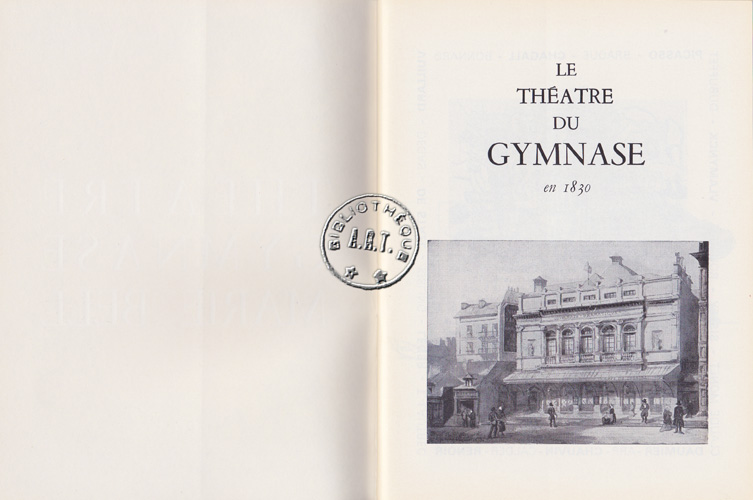 LE
THÉATRE
DU
GYMNASE
en 1830
BIBLIOTHÈQUE
A.R.T.